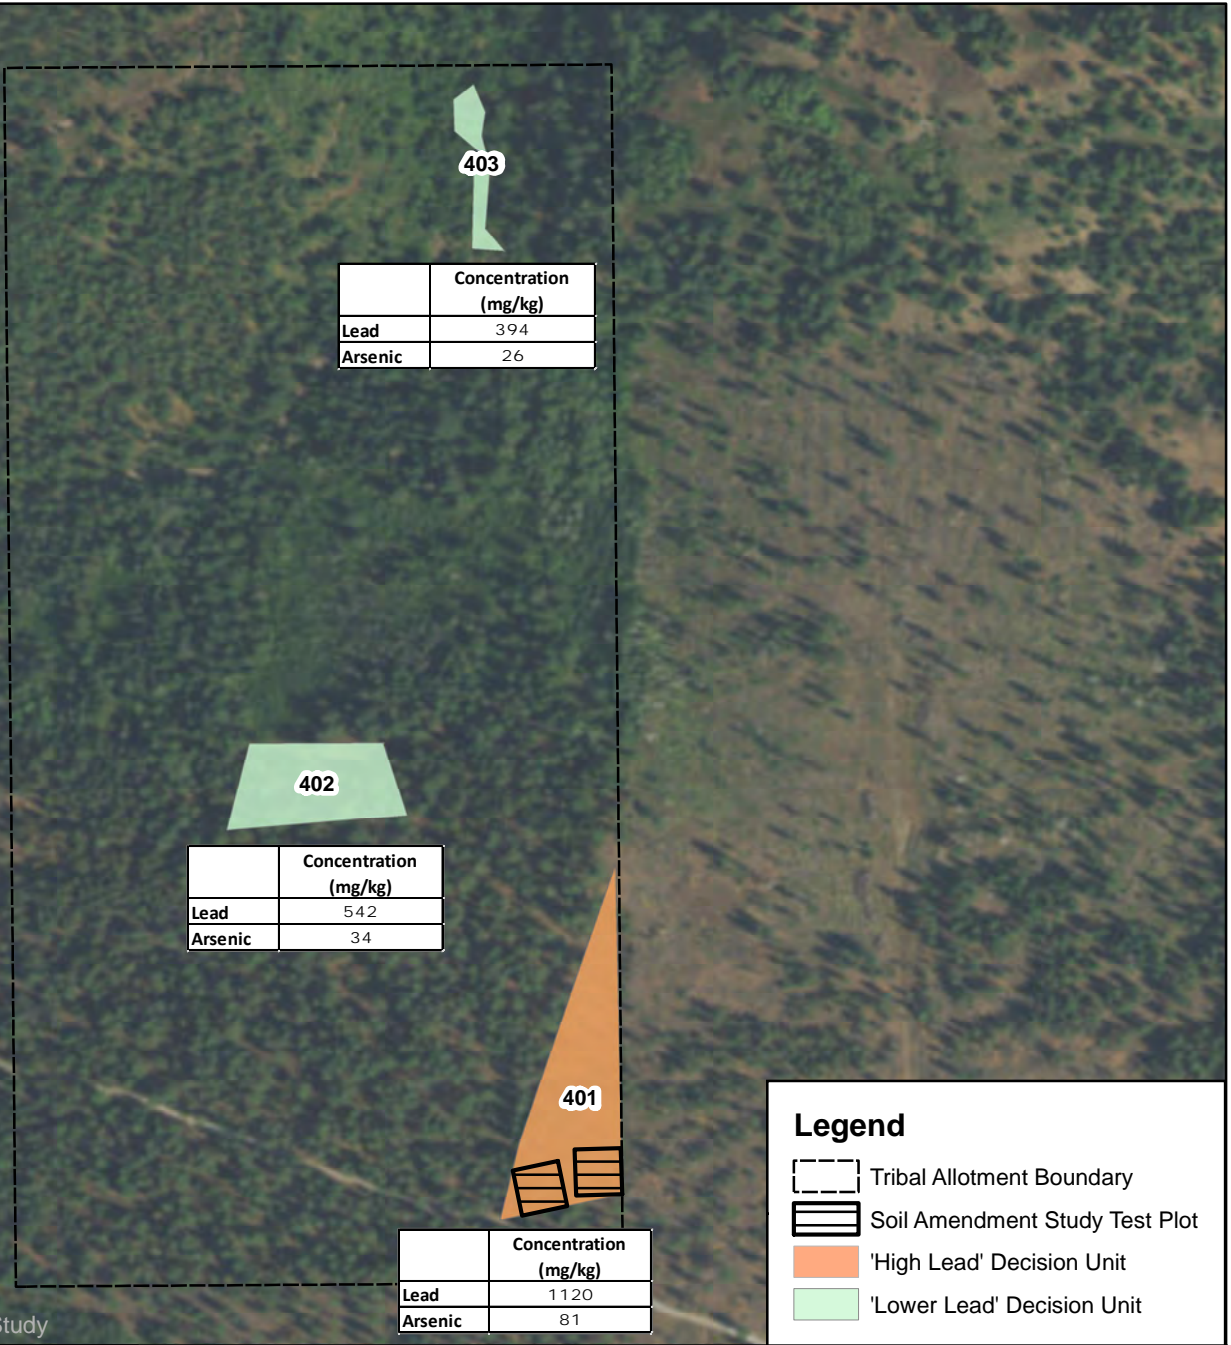 403
Concentration
(mg/kg)
Lead 394
Arsenic 26
402
Concentration
(mg/kg)
Lead 542
Arsenic 34
401
Concentration
(mg/kg)
Lead 1120
Arsenic 81
Legend
Tribal Allotment Boundary
Soil Amendment Study Test Plot
'High Lead' Decision Unit
'Lower Lead' Decision Unit
Study